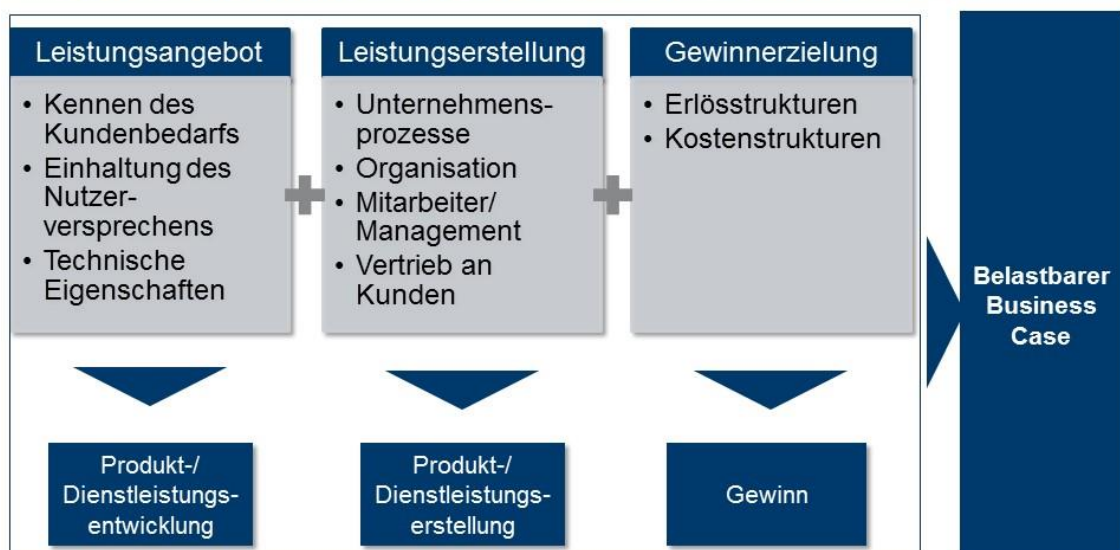 Leistungsangebot
• Kennen des
Kundenbedarfs
• Einhaltung des
Nutzer-
versprechens
• Technische
Eigenschaften
Leistungserstellung
• Unternehmens-
prozesse
• Organisation
• Mitarbeiter/
Management
• Vertrieb an
Kunden
Gewinnerzielung
• Erlösstrukturen
• Kostenstrukturen
Produkt-/
Dienstleistungs-
entwicklung
Produkt-/
Dienstleistungs-
erstellung
Gewinn
Belastbarer
Business
Case